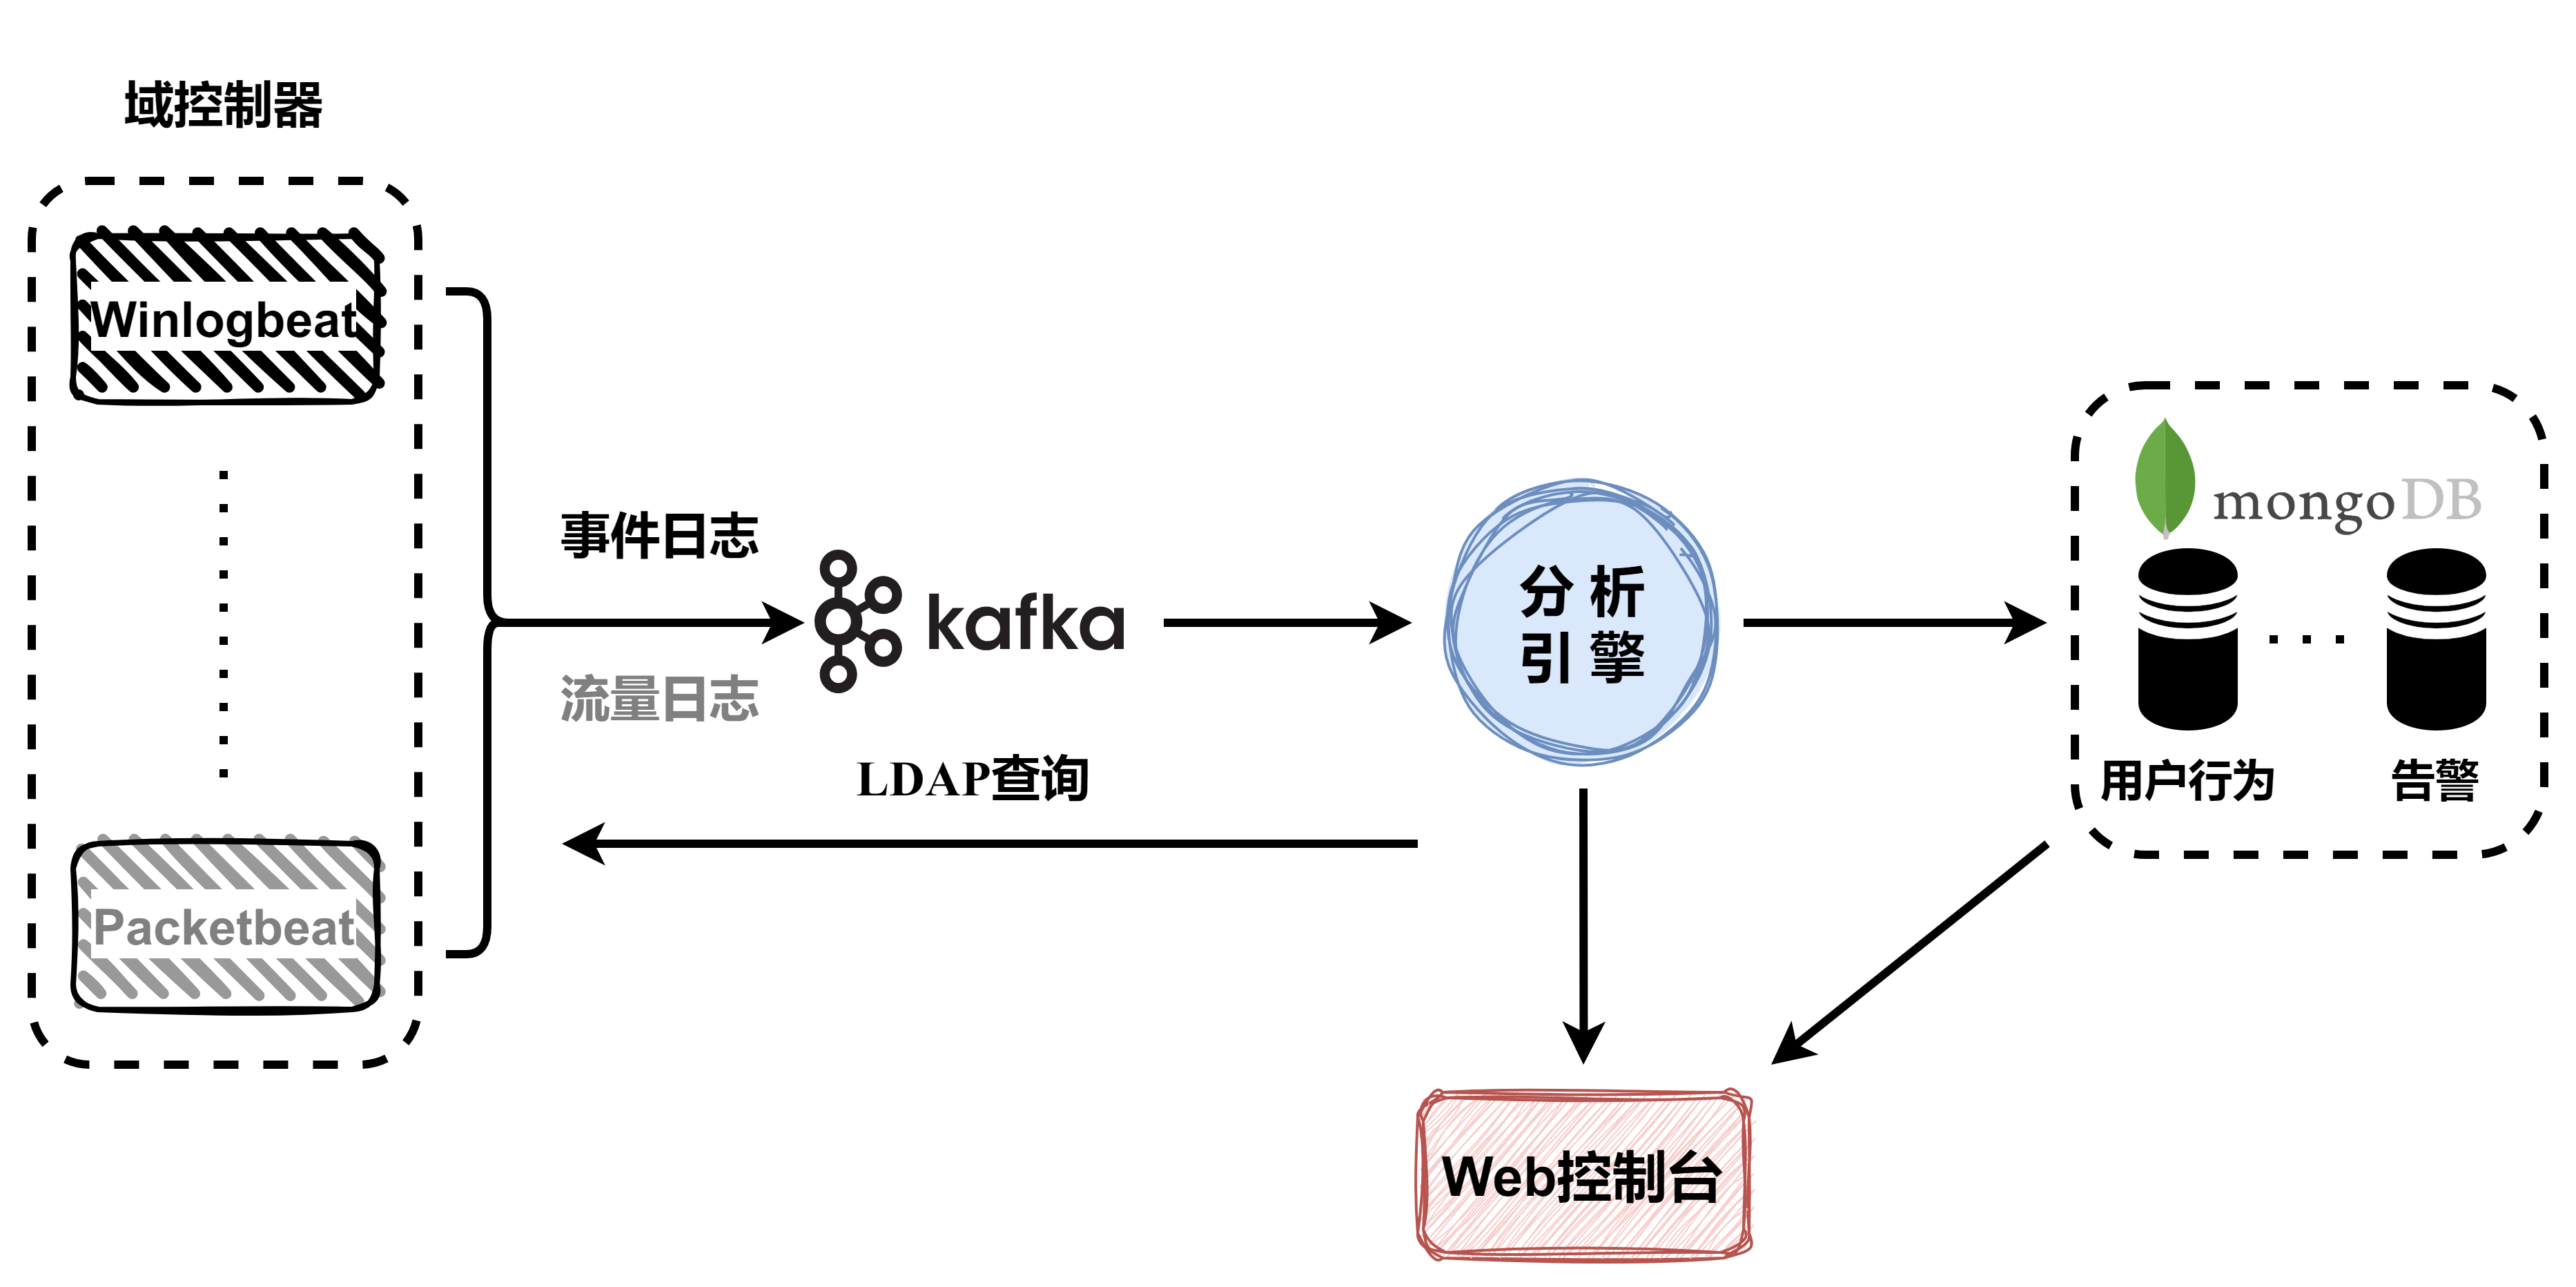 域控制器
Winlogbeat
Packetbeat
事件日志
流量日志
kafka
LDAP查询
分 析
引 擎
mongoDB
用户行为
告警
Web控制台